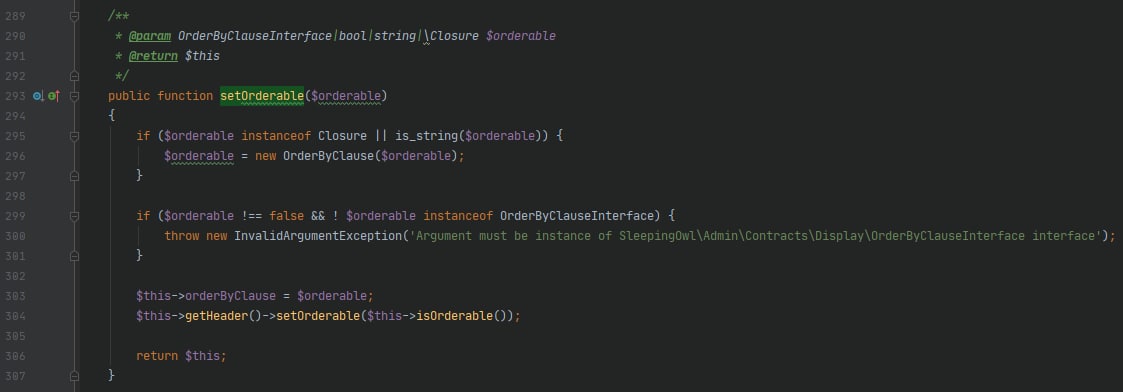 289 /**
290  * @param OrderByClauseInterface|bool|string|\Closure $orderable
291  * @return $this
292  */
293 public function setOrderable($orderable)
294 {
295     if ($orderable instanceof Closure || is_string($orderable)) {
296         $orderable = new OrderByClause($orderable);
297     }
298
299     if ($orderable !== false && ! $orderable instanceof OrderByClauseInterface) {
300         throw new InvalidArgumentException('Argument must be instance of SleepingOwl\Admin\Contracts\Display\OrderByClauseInterface interface');
301     }
302
303     $this->orderByClause = $orderable;
304     $this->getHeader()->setOrderable($this->isOrderable());
305
306     return $this;
307 }